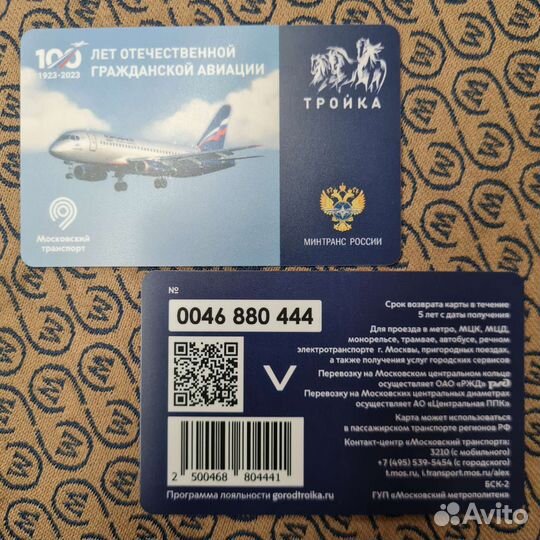 100 ЛЕТ ОТЕЧЕСТВЕННОЙ
1923-2023 ГРАЖДАНСКОЙ АВИАЦИИ
ТРОЙКА
Московский
транспорт
МИНТРАНС РОССИИ
№
0046 880 444
Срок возврата карты в течение
5 лет с даты получения
Для проезда в метро, МЦК, МЦД,
монорельсе, трамвае, автобусе, речном
электротранспорте г. Москвы, пригородных поездах,
а также получения услуг городских сервисов
Перевозку на Московском центральном кольце
осуществляет ОАО «РЖД» РЖД
Перевозку на Московских центральных диаметрах
осуществляет АО «Центральная ППК»
Карта может использоваться
в пассажирском транспорте регионов РФ
Контакт-центр «Московский транспорт»:
3210 (с мобильного)
+7 (495) 539-5454 (с городского)
t.mos.ru, i.transport.mos.ru/alex
БСК-2
ГУП «Московский метрополитен»
2 500468 804441
Программа лояльности gorodtroika.ru
Avito